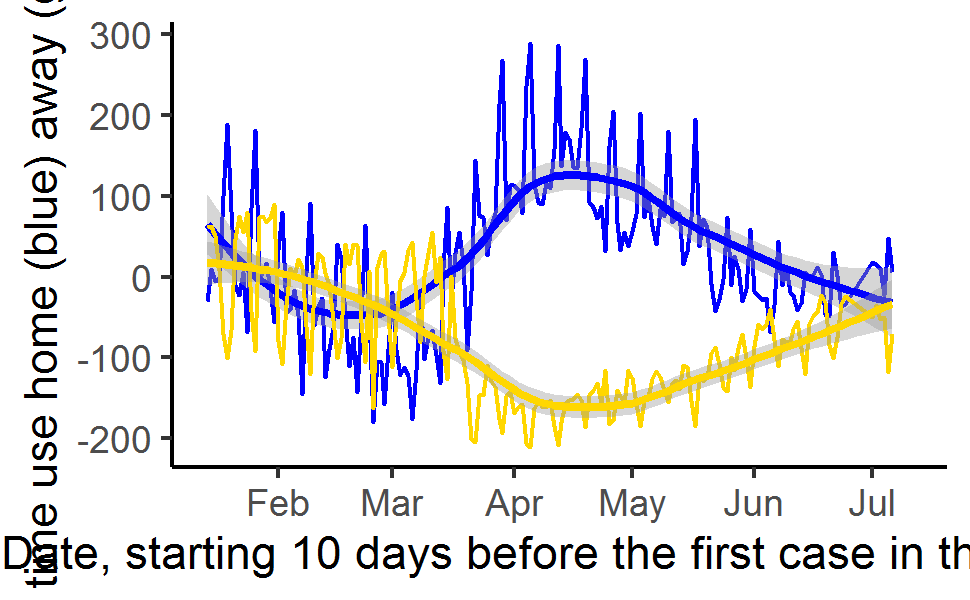 time use home (blue) away (
300
200
100
0
-100
-200
Feb Mar Apr May Jun Jul
Date, starting 10 days before the first case in th